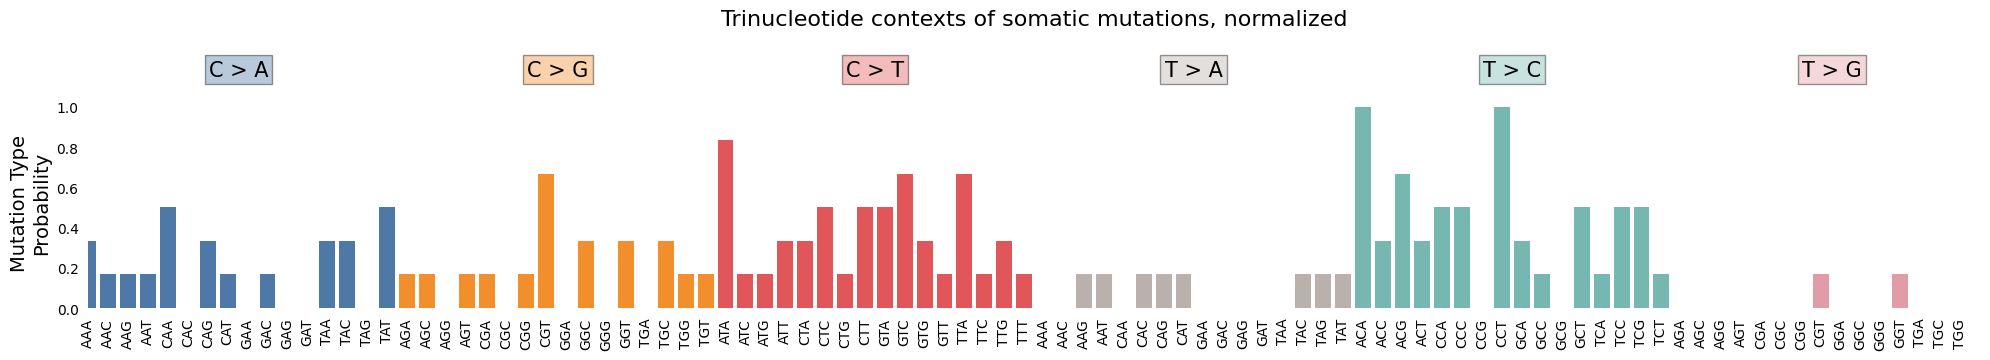 Trinucleotide contexts of somatic mutations, normalized
C > A C > G C > T T > A T > C T > G
Mutation Type
Probability
1.0
0.8
0.6
0.4
0.2
0.0
AAA AAC AAG AAT CAA CAC CAG CAT GAA GAC GAG GAT TAA TAC TAG TAT AGA AGC AGG AGT CGA CGC CGG CGT GGA GGC GGG GGT TGA TGC TGG TGT ATA ATC ATG ATT CTA CTC CTG CTT GTA GTC GTG GTT TTA TTC TTG TTT AAA AAC AAG AAT CAA CAC CAG CAT GAA GAC GAG GAT TAA TAC TAG TAT ACA ACC ACG ACT CCA CCC CCG CCT GCA GCC GCG GCT TCA TCC TCG TCT AGA AGC AGG AGT CGA CGC CGG CGT GGA GGC GGG GGT TGA TGC TGG